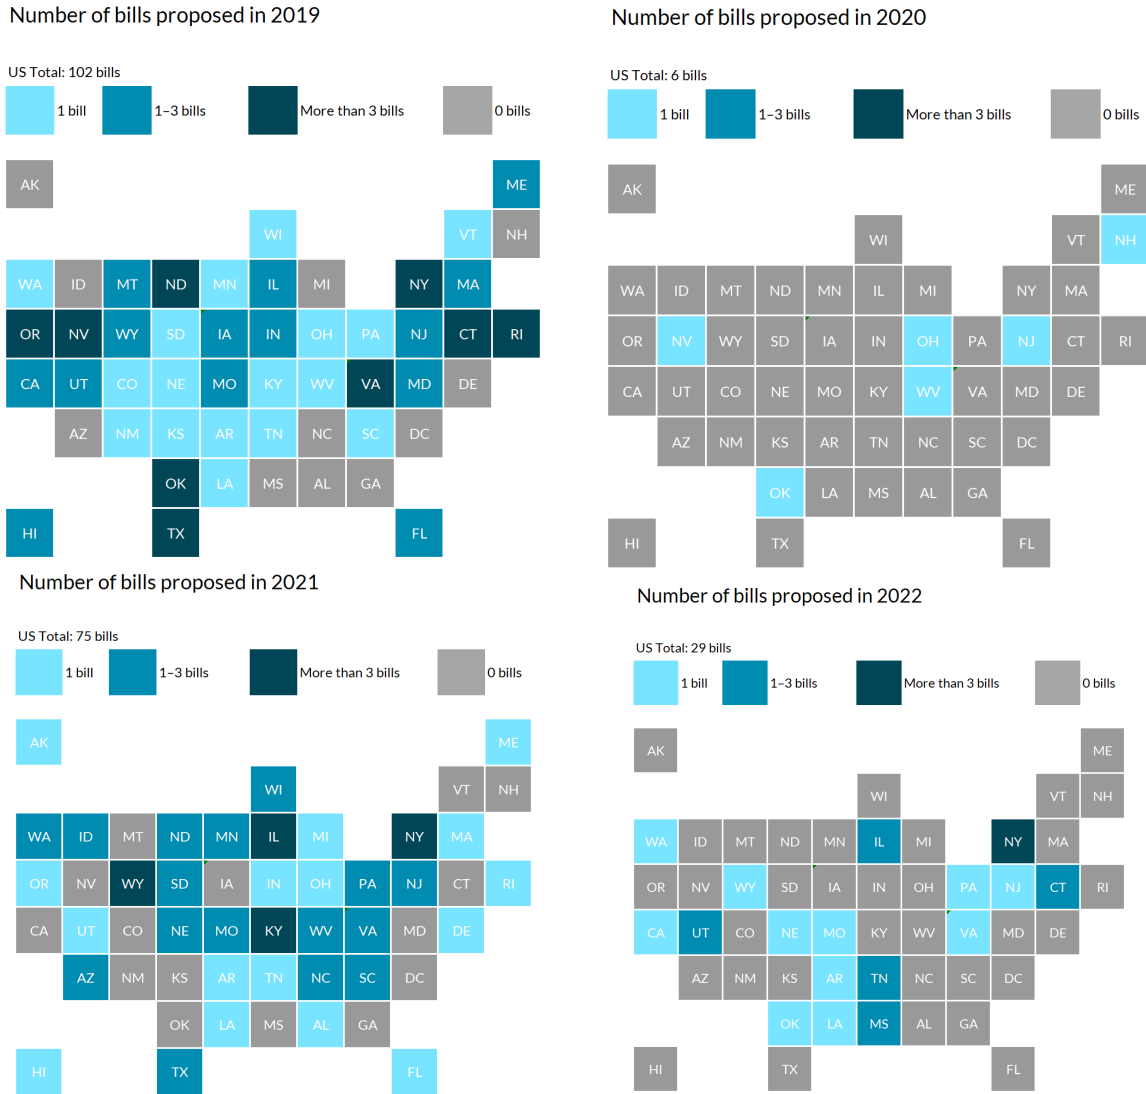 Number of bills proposed in 2019
US Total: 102 bills
1 bill 1–3 bills More than 3 bills 0 bills
AK ME
WI VT NH
WA ID MT ND MN IL MI NY MA
OR NV WY SD IA IN OH PA NJ CT RI
CA UT CO NE MO KY WV VA MD DE
AZ NM KS AR TN NC SC DC
OK LA MS AL GA
HI TX FL
Number of bills proposed in 2020
US Total: 6 bills
1 bill 1–3 bills More than 3 bills 0 bills
AK ME
WI VT NH
WA ID MT ND MN IL MI NY MA
OR NV WY SD IA IN OH PA NJ CT RI
CA UT CO NE MO KY WV VA MD DE
AZ NM KS AR TN NC SC DC
OK LA MS AL GA
HI TX FL
Number of bills proposed in 2021
US Total: 75 bills
1 bill 1–3 bills More than 3 bills 0 bills
AK ME
WI VT NH
WA ID MT ND MN IL MI NY MA
OR NV WY SD IA IN OH PA NJ CT RI
CA UT CO NE MO KY WV VA MD DE
AZ NM KS AR TN NC SC DC
OK LA MS AL GA
HI TX FL
Number of bills proposed in 2022
US Total: 29 bills
1 bill 1–3 bills More than 3 bills 0 bills
AK ME
WI VT NH
WA ID MT ND MN IL MI NY MA
OR NV WY SD IA IN OH PA NJ CT RI
CA UT CO NE MO KY WV VA MD DE
AZ NM KS AR TN NC SC DC
OK LA MS AL GA
HI TX FL